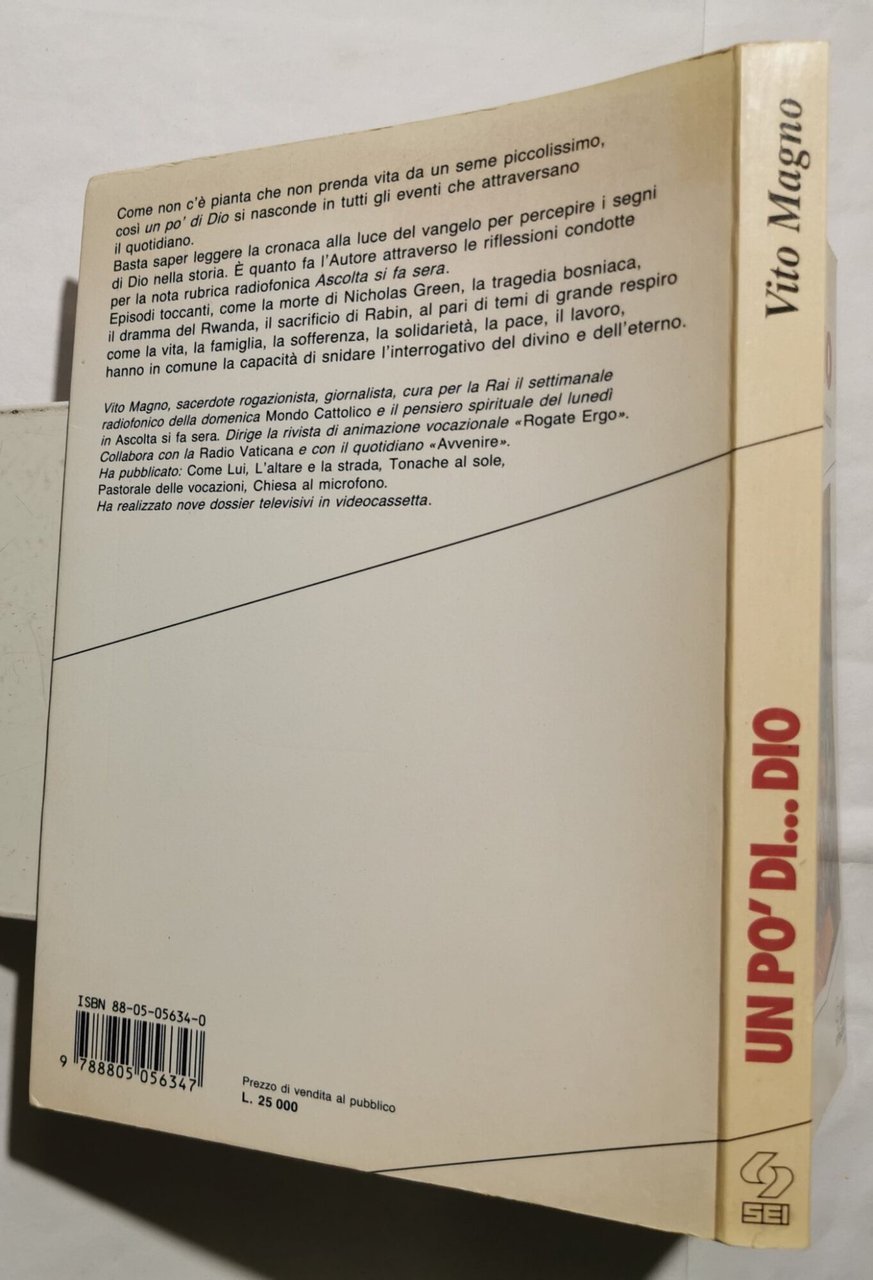 Come non c'è pianta che non prenda vita da un seme piccolissimo,
così un po' di Dio si nasconde in tutti gli eventi che attraversano
il quotidiano.
Basta saper leggere la cronaca alla luce del vangelo per percepire i segni
di Dio nella storia. È quanto fa l'Autore attraverso le riflessioni condotte
per la nota rubrica radiofonica Ascolta si fa sera.
Episodi toccanti, come la morte di Nicholas Green, la tragedia bosniaca,
il dramma del Rwanda, il sacrificio di Rabin, al pari di temi di grande respiro
come la vita, la famiglia, la sofferenza, la solidarietà, la pace, il lavoro,
hanno in comune la capacità di snidare l'interrogativo del divino e dell'eterno.
Vito Magno, sacerdote rogazionista, giornalista, cura per la Rai il settimanale
radiofonico della domenica Mondo Cattolico e il pensiero spirituale del lunedì
in Ascolta si fa sera. Dirige la rivista di animazione vocazionale «Rogate Ergo».
Collabora con la Radio Vaticana e con il quotidiano «Avvenire».
Ha pubblicato: Come Lui, L'altare e la strada, Tonache al sole,
Pastorale delle vocazioni, Chiesa al microfono.
Ha realizzato nove dossier televisivi in videocassetta.
ISBN 88-05-05634-0
9 788805 056347
Prezzo di vendita al pubblico
L. 25 000
Vito Magno
UN PO' DI... DIO
SEI